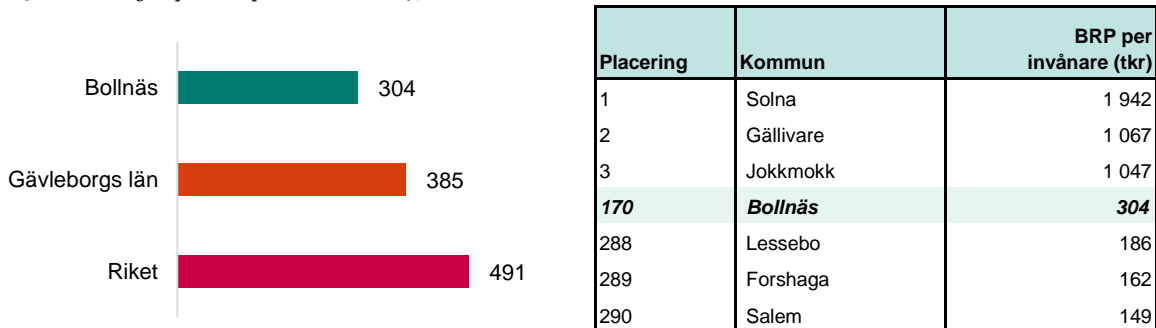 Bollnäs 304
Gävleborgs län 385
Riket 491
Placering Kommun BRP per invånare (tkr)
1 Solna 1 942
2 Gällivare 1 067
3 Jokkmokk 1 047
170 Bollnäs 304
288 Lessebo 186
289 Forshaga 162
290 Salem 149